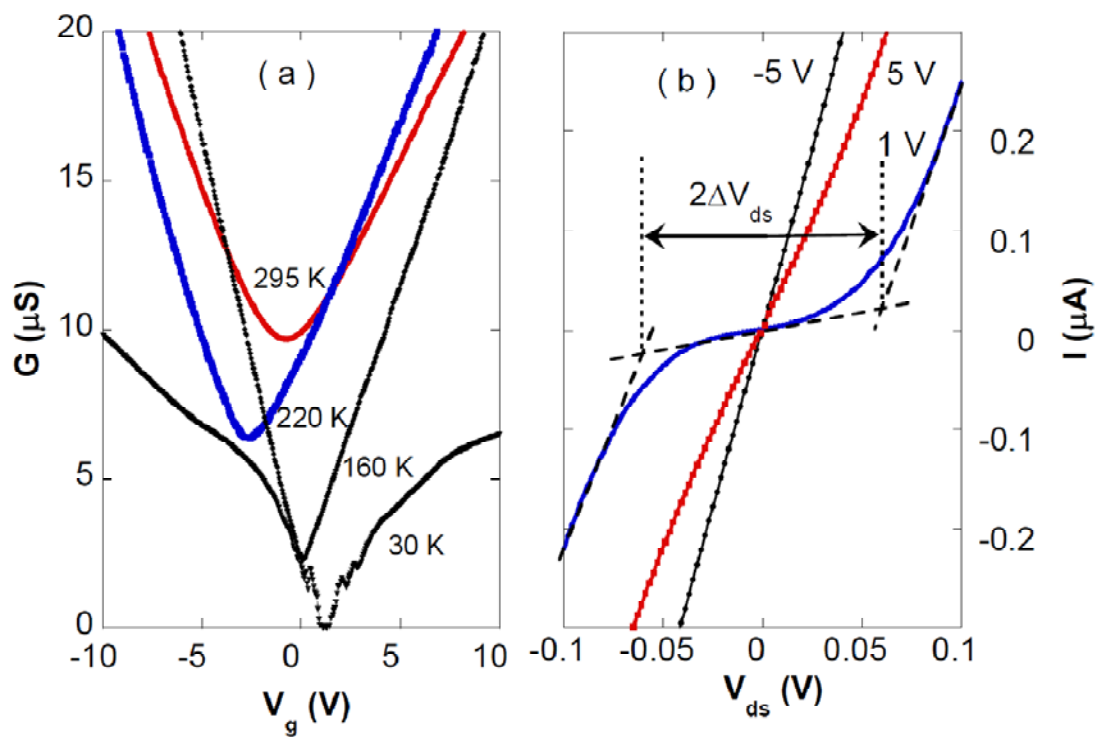 20
15
10
5
0
G (μS)
-10
-5
0
5
10
V_g (V)
( a )
295 K
220 K
160 K
30 K
( b )
-5 V
5 V
1 V
2ΔV_ds
0.2
0.1
0
-0.1
-0.2
I (μA)
-0.1
-0.05
0
0.05
0.1
V_ds (V)